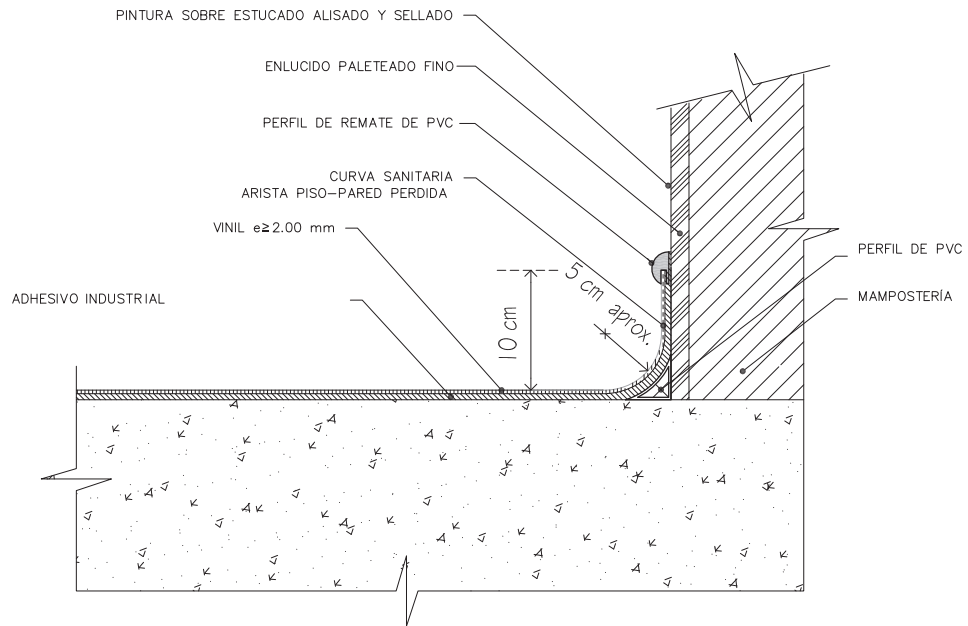 PINTURA SOBRE ESTUCADO ALISADO Y SELLADO
ENLUCIDO PALETEADO FINO
PERFIL DE REMATE DE PVC
CURVA SANITARIA
ARISTA PISO-PARED PERDIDA
VINIL e≥2.00 mm
ADHESIVO INDUSTRIAL
PERFIL DE PVC
MAMPOSTERÍA
10 cm
5 cm aprox.